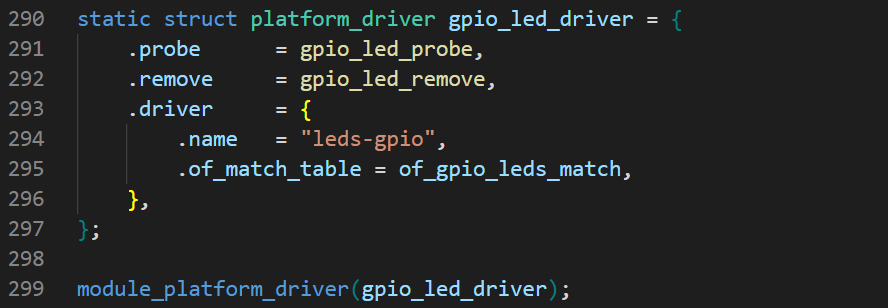 290 static struct platform_driver gpio_led_driver = {
291     .probe      = gpio_led_probe,
292     .remove     = gpio_led_remove,
293     .driver     = {
294         .name   = "leds-gpio",
295         .of_match_table = of_gpio_leds_match,
296     },
297 };
298
299 module_platform_driver(gpio_led_driver);